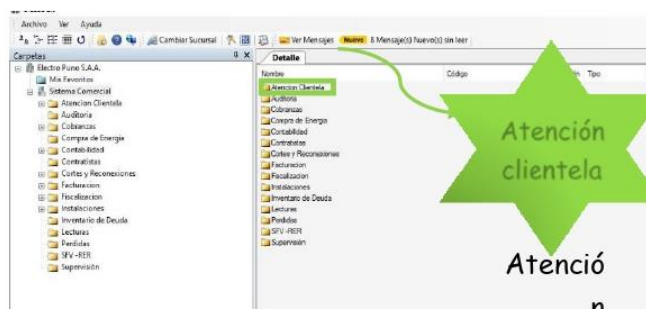 Archivo Ver Ayuda
Cambiar Sucursal
Ver Mensajes Nuevo 8 Mensaje(s) Nuevo(s) sin leer
Carpetas
Electro Puno S.A.A.
Mis Favoritos
Sistema Comercial
Atencion Clientela
Auditoria
Cobranzas
Compra de Energia
Contabilidad
Contratistas
Cortes y Reconexiones
Facturacion
Fiscalizacion
Instalaciones
Inventario de Deuda
Lecturas
Perdidas
SFV -RER
Supervisión
Detalle
Nombre Código Tipo
Atencion Clientela
Auditoria
Cobranzas
Compra de Energia
Contabilidad
Contratistas
Cortes y Reconexiones
Facturacion
Fiscalizacion
Instalaciones
Inventario de Deuda
Lecturas
Perdidas
SFV -RER
Supervisión
Atención
clientela
Atenció
n